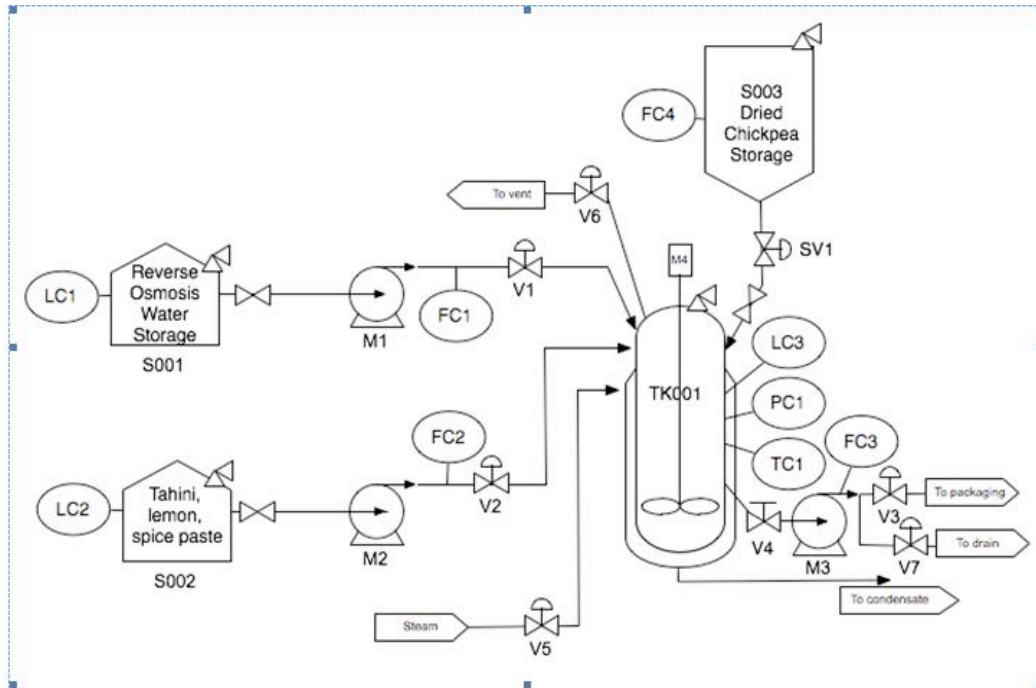 S003
Dried
Chickpea
Storage
FC4
To vent
V6
SV1
M4
LC1
Reverse
Osmosis
Water
Storage
S001
M1
FC1
V1
TK001
LC3
PC1
TC1
FC3
LC2
Tahini,
lemon,
spice paste
S002
M2
FC2
V2
V4
M3
V3
To packaging
V7
To drain
To condensate
Steam
V5